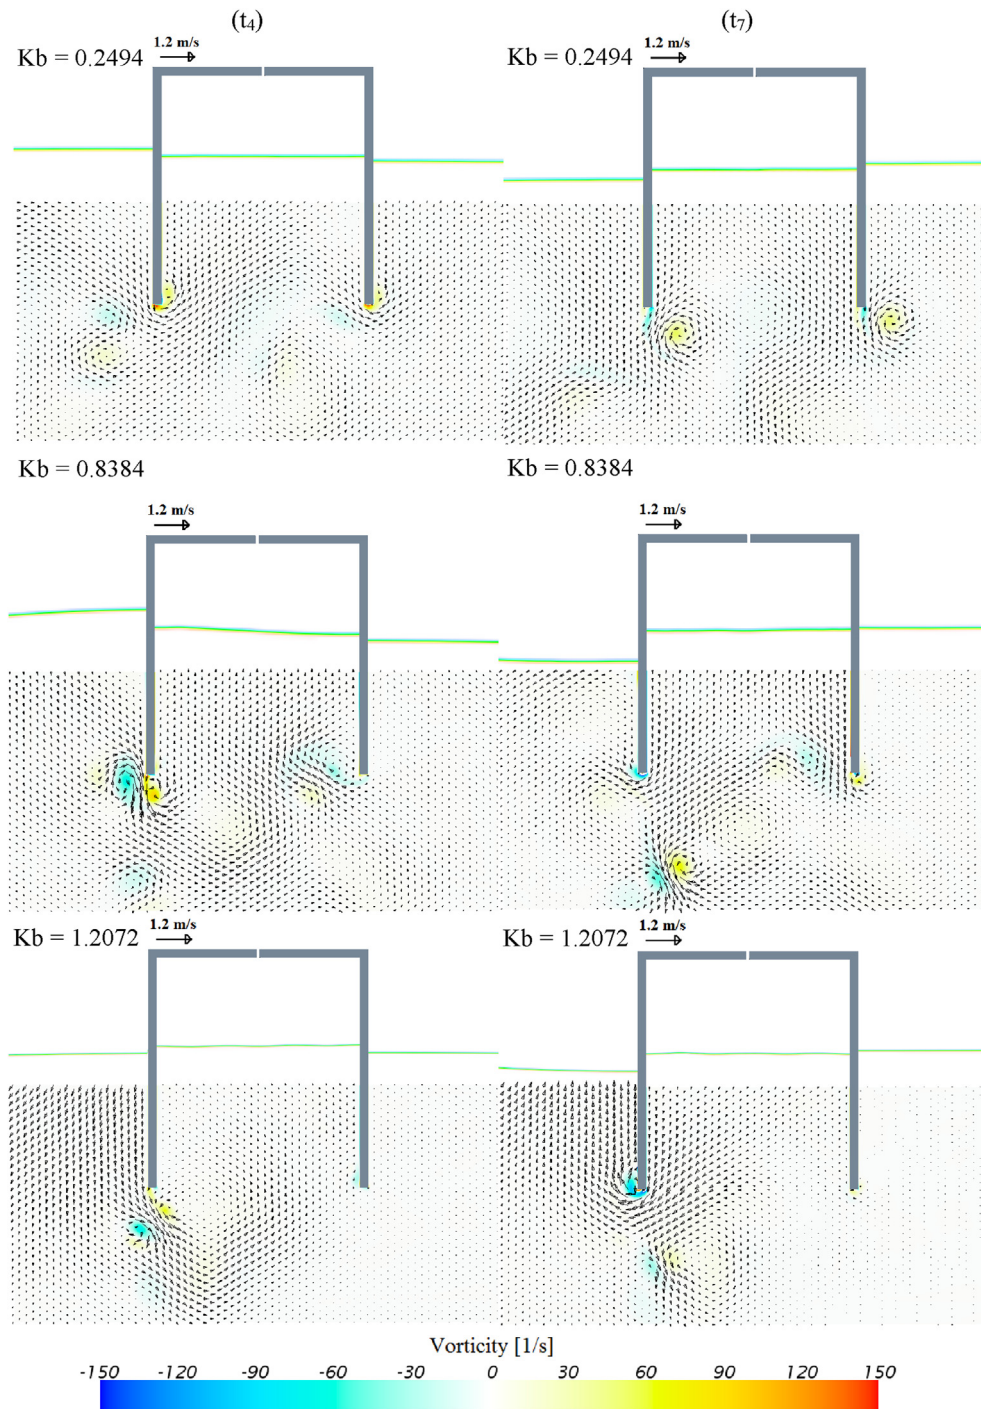 (t₄) (t₇)
1.2 m/s 1.2 m/s
Kb = 0.2494 Kb = 0.2494
Kb = 0.8384 Kb = 0.8384
1.2 m/s 1.2 m/s
1.2 m/s 1.2 m/s
Kb = 1.2072 Kb = 1.2072
Vorticity [1/s]
-150 -120 -90 -60 -30 0 30 60 90 120 150